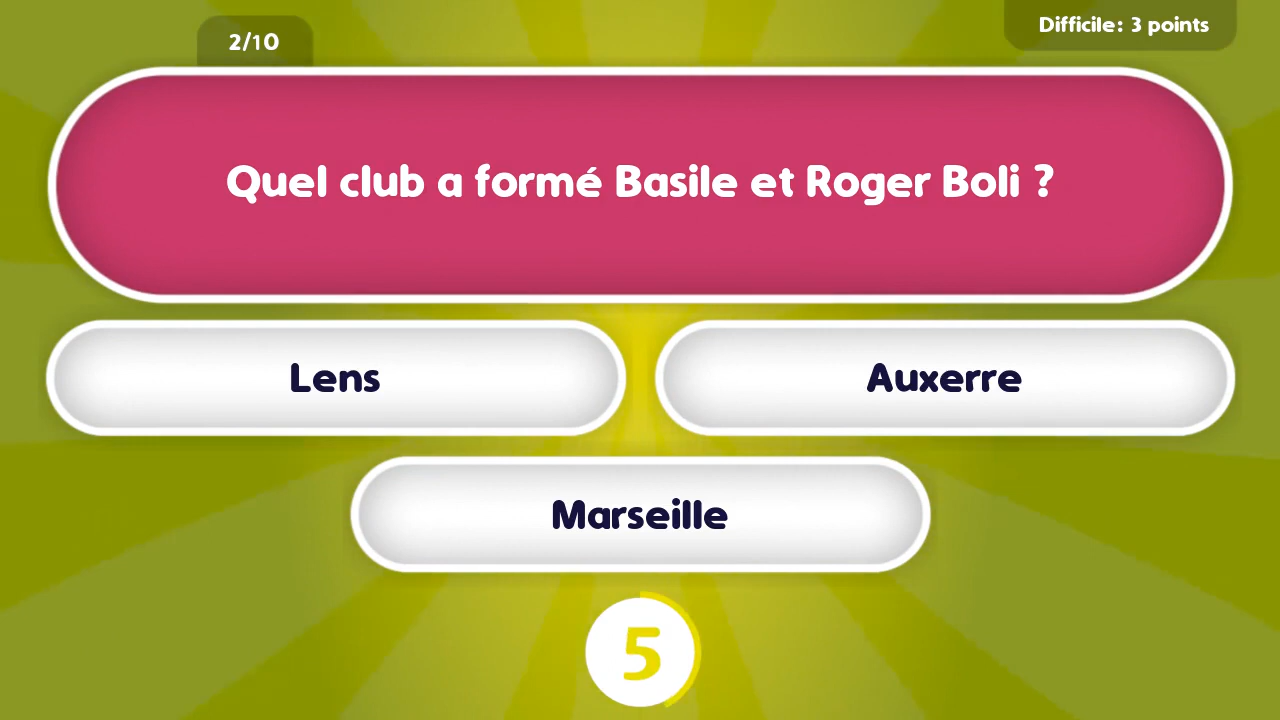 2/10
Difficile: 3 points
Quel club a formé Basile et Roger Boli ?
Lens
Auxerre
Marseille
5